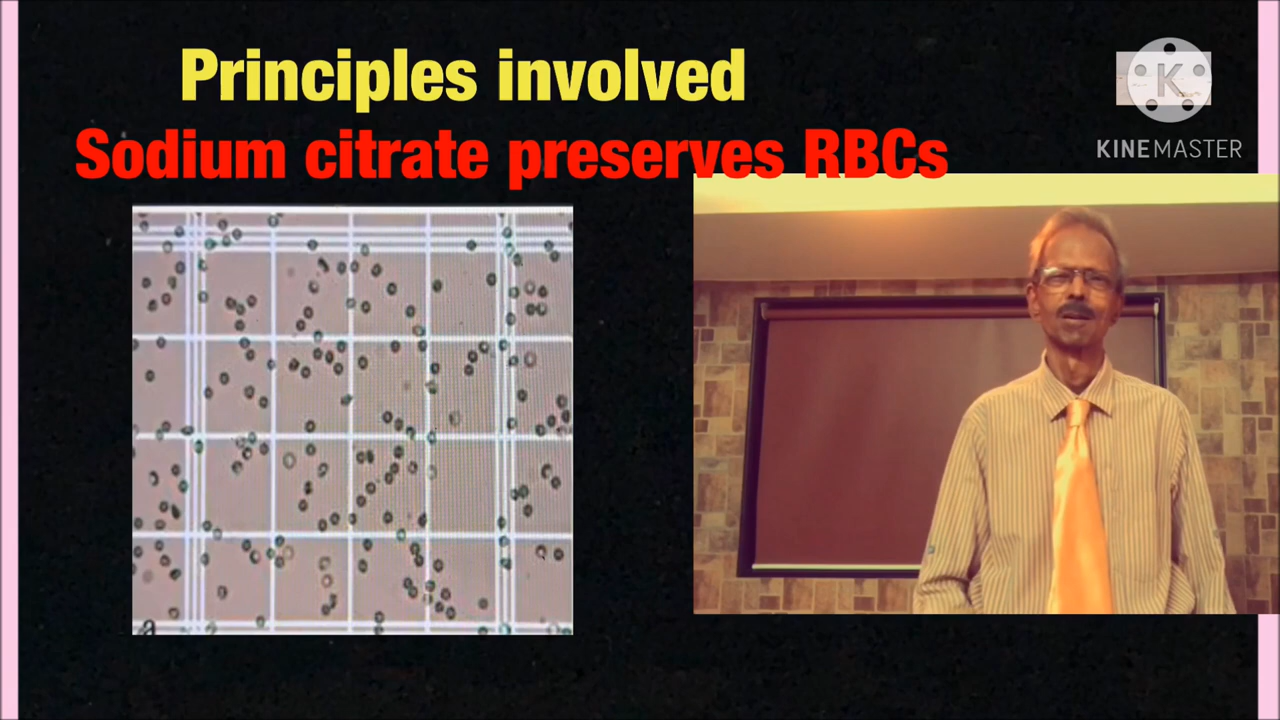 Principles involved
Sodium citrate preserves RBCs
K
KINEMASTER